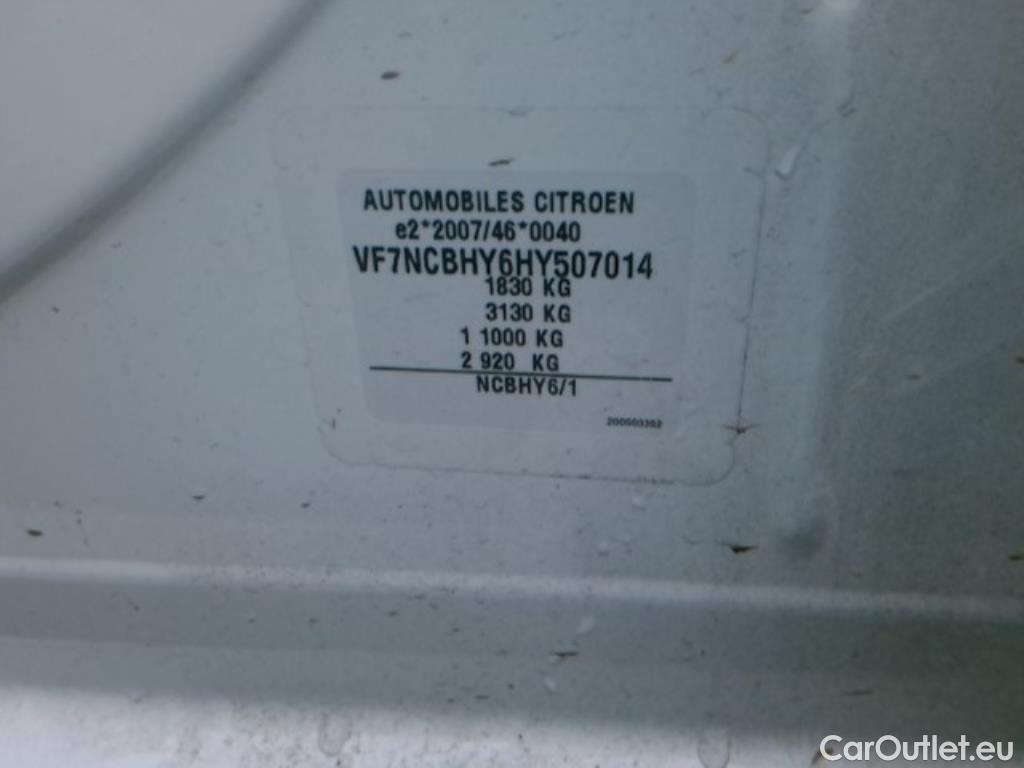 AUTOMOBILES CITROEN
e2*2007/46*0040
VF7NCBHY6HY507014
1830 KG
3130 KG
1 1000 KG
2 920 KG
NCBHY6/1
200503302
CarOutlet.eu